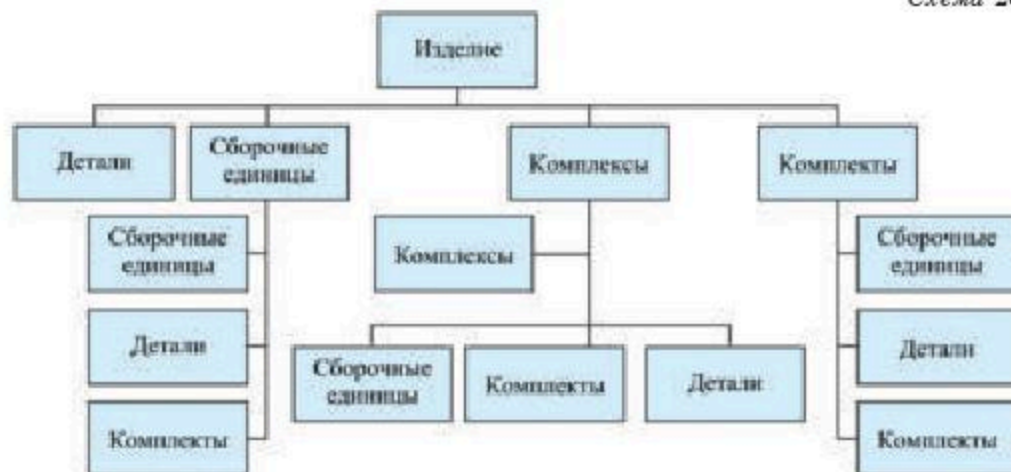 Схема
Изделие
Детали
Сборочные
единицы
Комплексы
Комплекты
Сборочные
единицы
Комплексы
Сборочные
единицы
Детали
Сборочные
единицы
Комплекты
Детали
Детали
Комплекты
Комплекты